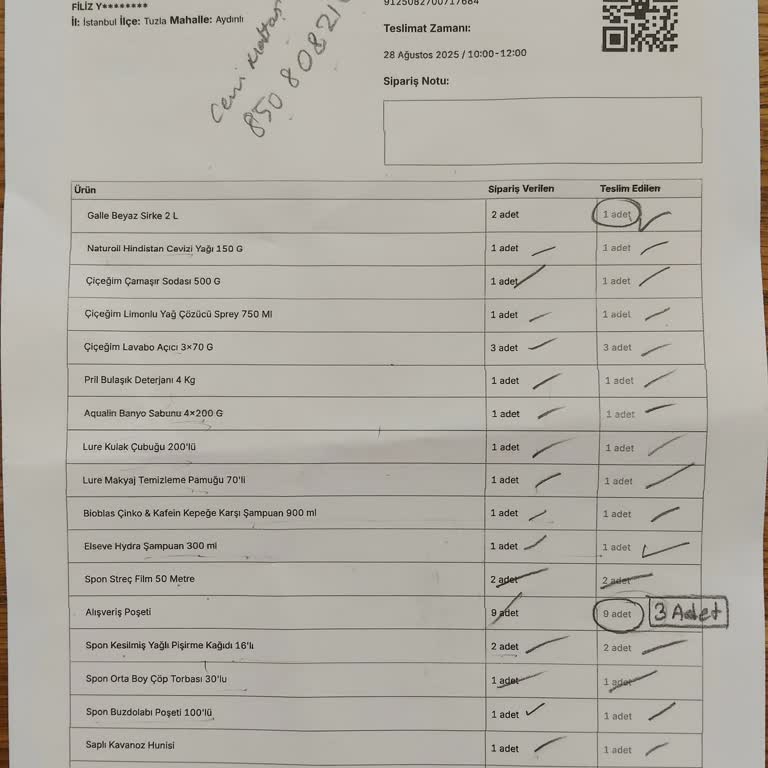 FİLİZ Y********
İl: İstanbul İlçe: Tuzla Mahalle: Aydınlı
9125082700717684
Teslimat Zamanı:
28 Ağustos 2025 / 10:00-12:00
Sipariş Notu:
Ürün Sipariş Verilen Teslim Edilen
Galle Beyaz Sirke 2 L 2 adet 1 adet
Naturoil Hindistan Cevizi Yağı 150 G 1 adet 1 adet
Çiçeğim Çamaşır Sodası 500 G 1 adet 1 adet
Çiçeğim Limonlu Yağ Çözücü Sprey 750 Ml 1 adet 1 adet
Çiçeğim Lavabo Açıcı 3x70 G 3 adet 3 adet
Pril Bulaşık Deterjanı 4 Kg 1 adet 1 adet
Aqualin Banyo Sabunu 4x200 G 1 adet 1 adet
Lure Kulak Çubuğu 200'lü 1 adet 1 adet
Lure Makyaj Temizleme Pamuğu 70'li 1 adet 1 adet
Bioblas Çinko & Kafein Kepeğe Karşı Şampuan 900 ml 1 adet 1 adet
Elseve Hydra Şampuan 300 ml 1 adet 1 adet
Spon Streç Film 50 Metre 2 adet 2 adet
Alışveriş Poşeti 9 adet 9 adet 3 Adet
Spon Kesilmiş Yağlı Pişirme Kağıdı 16'lı 2 adet 2 adet
Spon Orta Boy Çöp Torbası 30'lu 1 adet 1 adet
Spon Buzdolabı Poşeti 100'lü 1 adet 1 adet
Saplı Kavanoz Hunisi 1 adet 1 adet